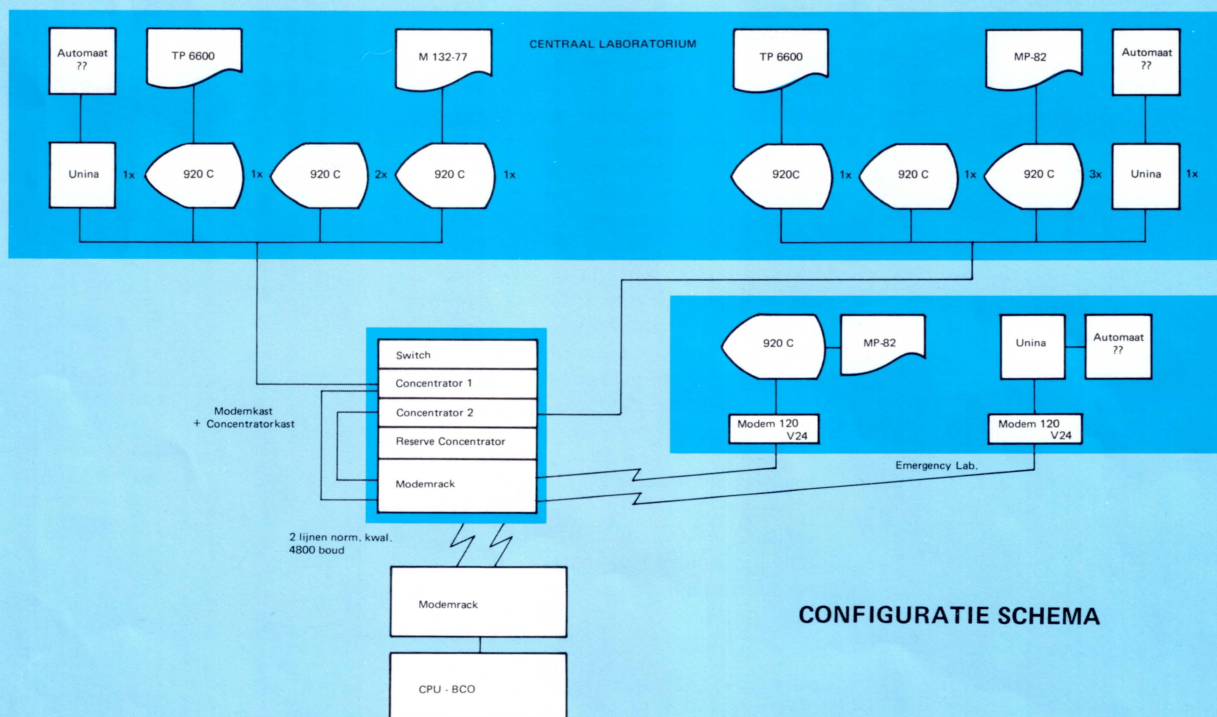 CENTRAAL LABORATORIUM
Automaat
??
TP 6600
M 132-77
TP 6600
MP-82
Automaat
??
Unina
1x
920 C
1x
920 C
2x
920 C
1x
920C
1x
920 C
1x
920 C
3x
Unina
1x
Switch
Concentrator 1
Concentrator 2
Reserve Concentrator
Modemrack
Modemkast
+ Concentratorkast
920 C
MP-82
Unina
Automaat
??
Modem 120
V24
Modem 120
V24
Emergency Lab.
2 lijnen norm. kwal.
4800 boud
Modemrack
CPU - BCO
CONFIGURATIE SCHEMA